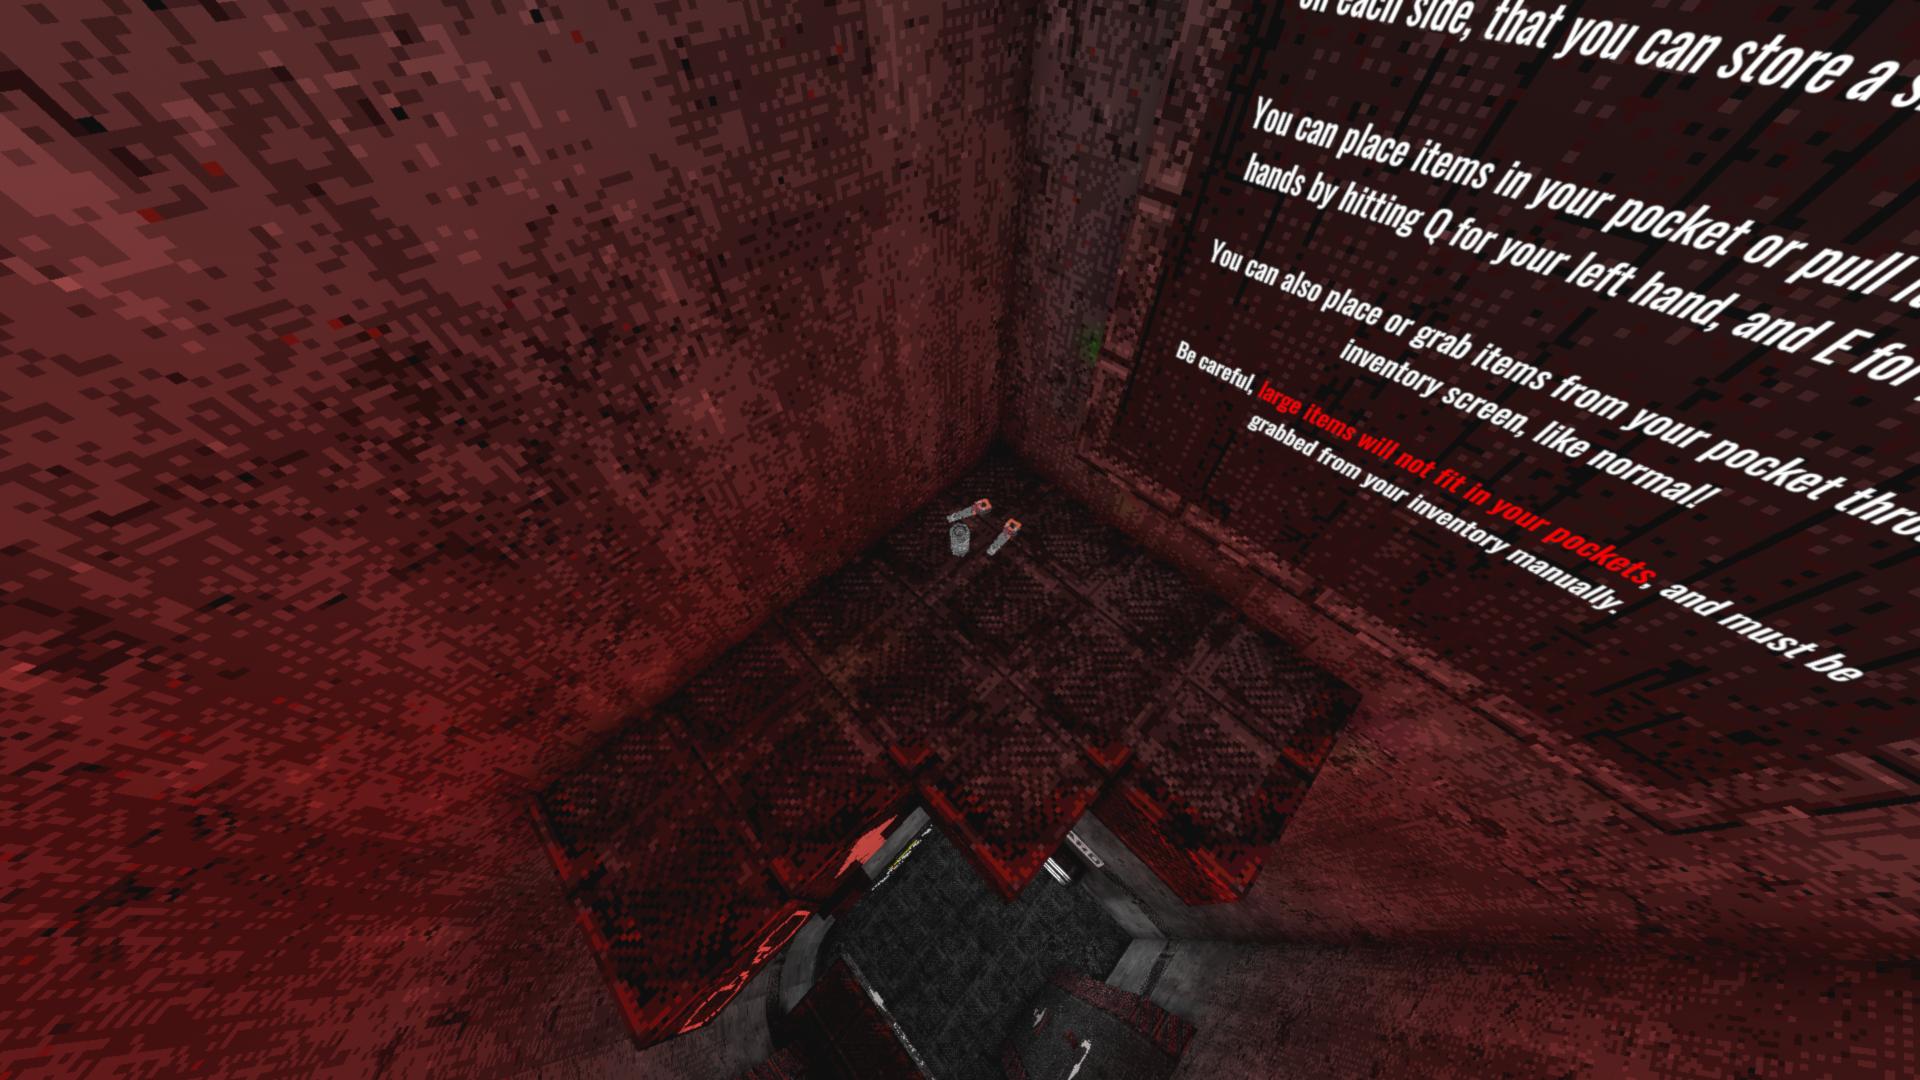 on each side, that you can store a
You can place items in your pocket or pull
hands by hitting Q for your left hand, and E for
You can also place or grab items from your pocket
inventory screen, like normal!
Be careful, large items will not fit in your pockets, and must be
grabbed from your inventory manually.